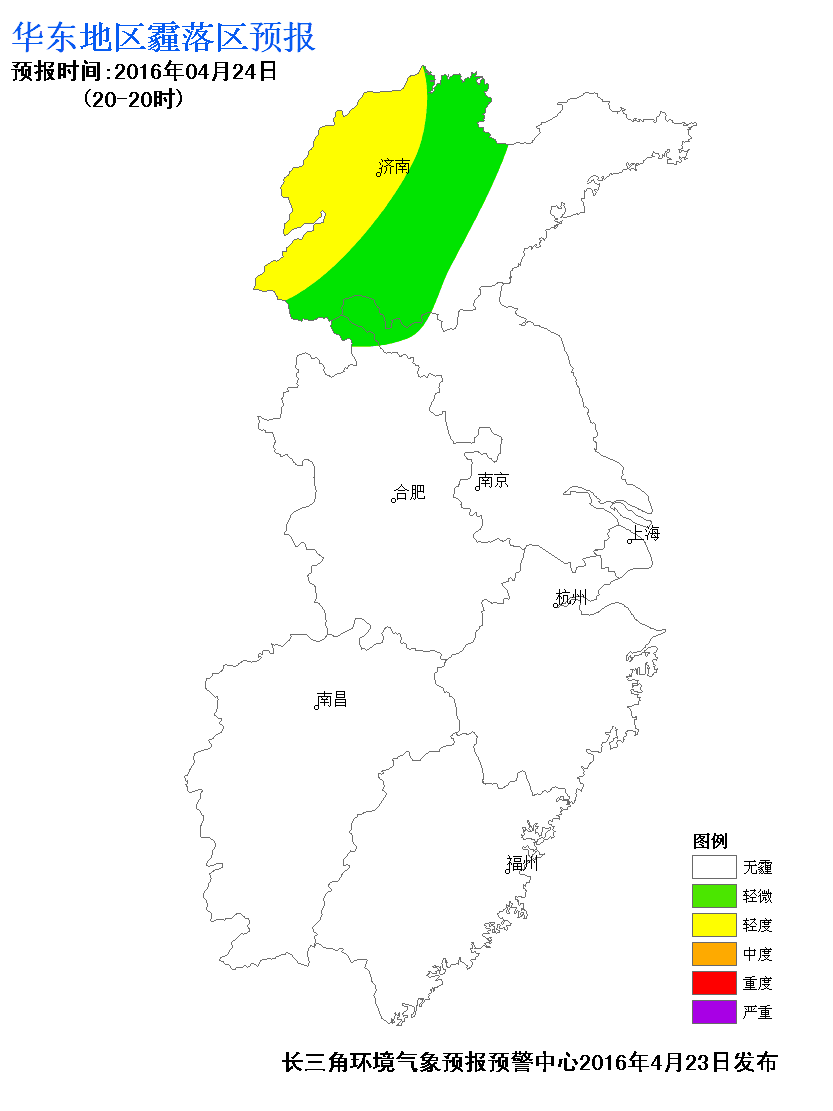 华东地区霾落区预报
预报时间:2016年04月24日
(20-20时)
济南
合肥
南京
上海
杭州
南昌
福州
图例
无霾
轻微
轻度
中度
重度
严重
长三角环境气象预报预警中心2016年4月23日发布